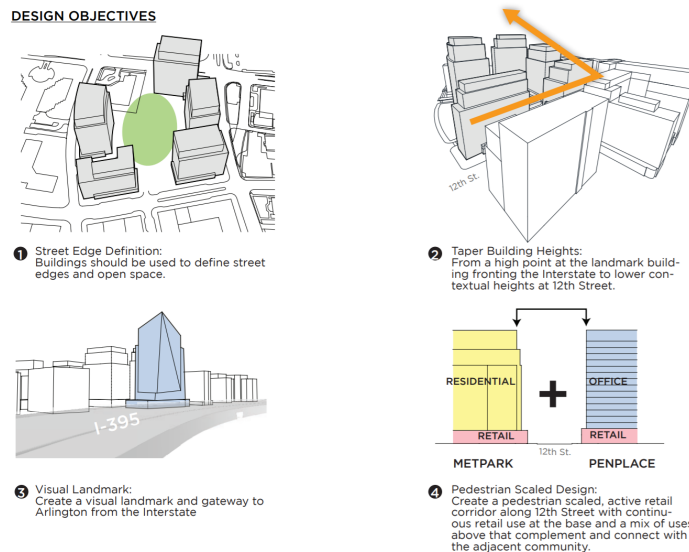 DESIGN OBJECTIVES
12th St.
1 Street Edge Definition:
Buildings should be used to define street
edges and open space.
2 Taper Building Heights:
From a high point at the landmark build-
ing fronting the Interstate to lower con-
textual heights at 12th Street.
I-395
RESIDENTIAL
OFFICE
RETAIL
RETAIL
12th St.
METPARK
PENPLACE
3 Visual Landmark:
Create a visual landmark and gateway to
Arlington from the Interstate
4 Pedestrian Scaled Design:
Create a pedestrian scaled, active retail
corridor along 12th Street with continu-
ous retail use at the base and a mix of uses
above that complement and connect with
the adjacent community.